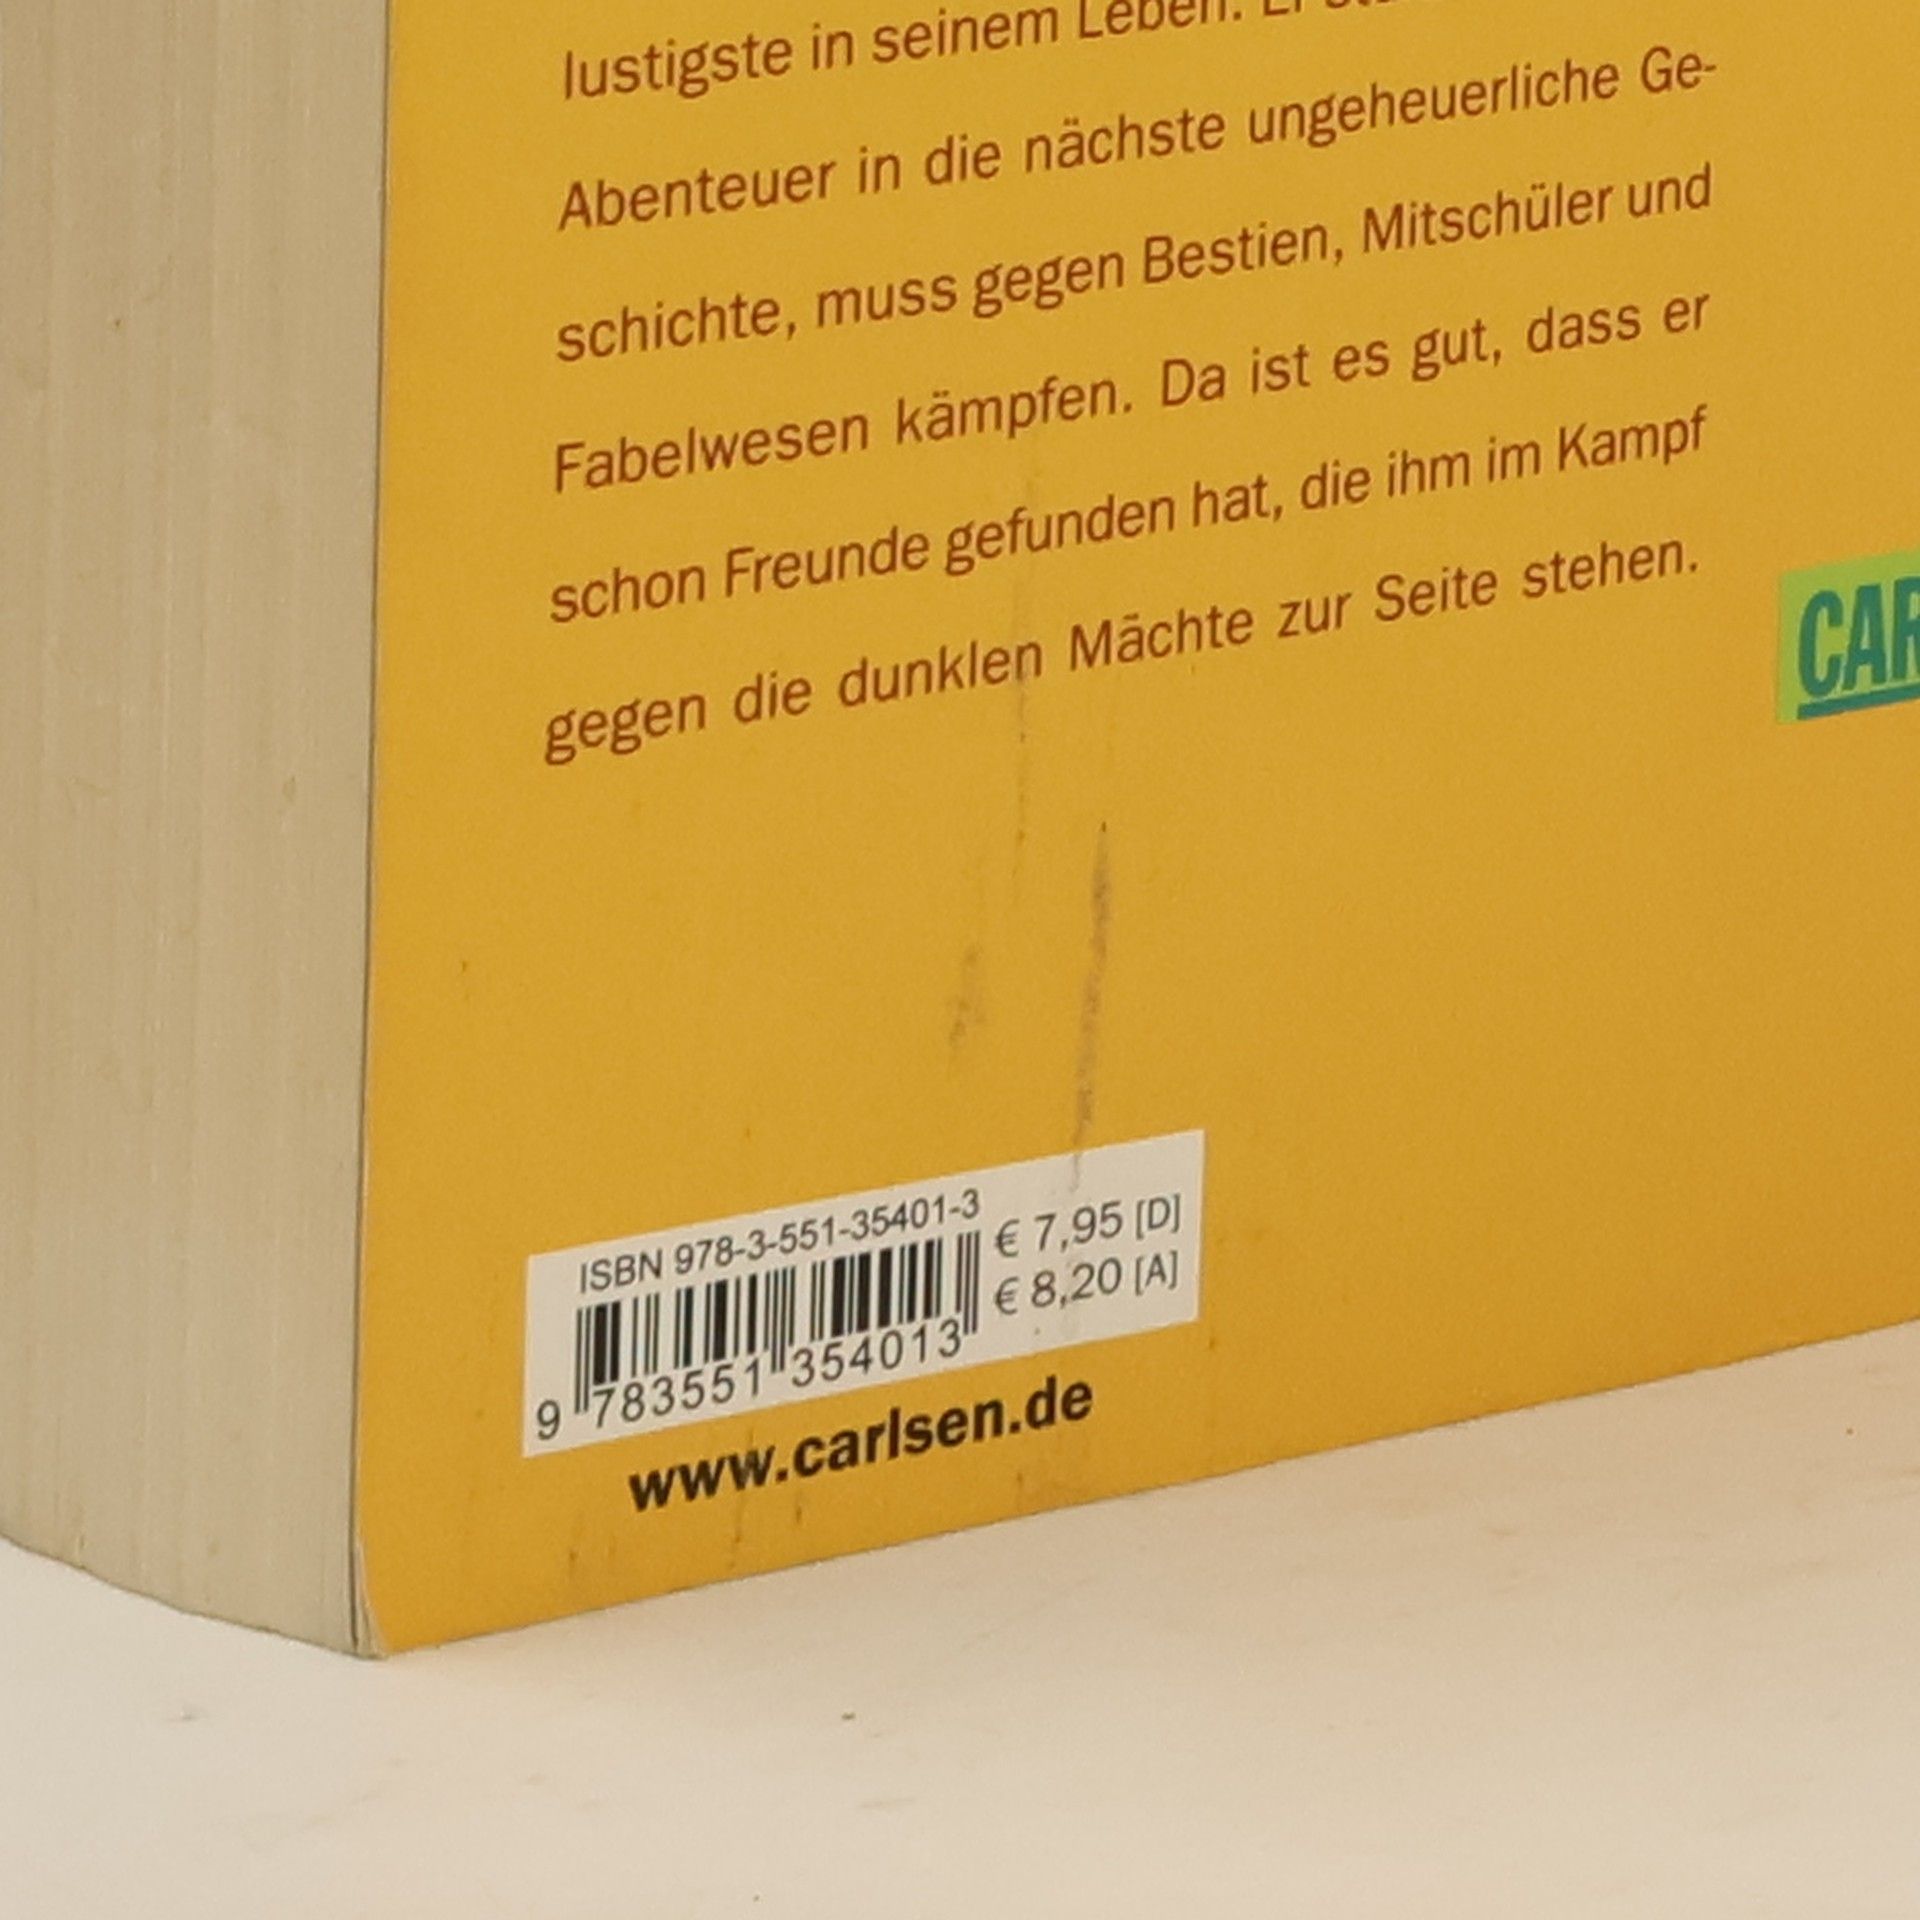 lustigste in seinem Leben. Er
Abenteuer in die nächste ungeheuerliche Ge-
schichte, muss gegen Bestien, Mitschüler und
Fabelwesen kämpfen. Da ist es gut, dass er
schon Freunde gefunden hat, die ihm im Kampf
gegen die dunklen Mächte zur Seite stehen.
CAR
ISBN 978-3-551-35401-3
€ 7,95 [D]
€ 8,20 [A]
9 783551 354013
www.carlsen.de